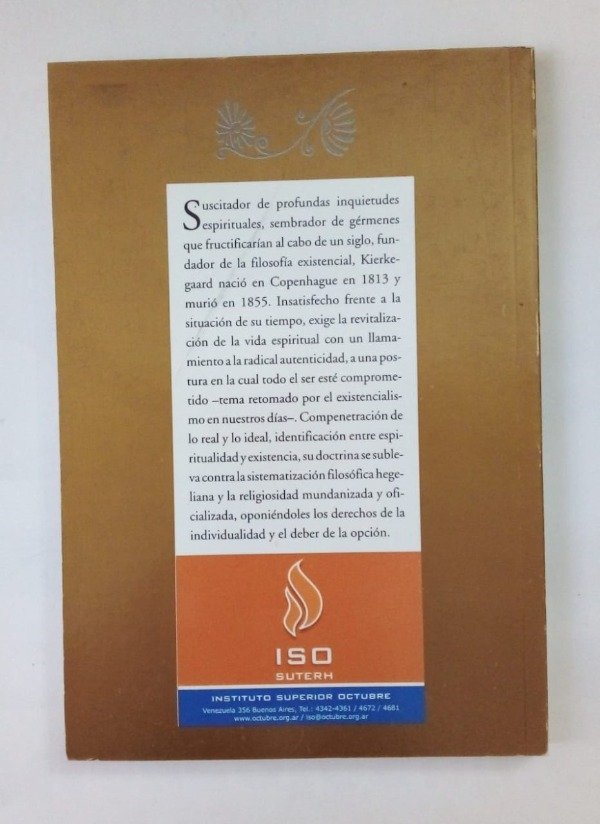 Suscitador de profundas inquietudes
espirituales, sembrador de gérmenes
que fructificarían al cabo de un siglo, fun-
dador de la filosofía existencial, Kierke-
gaard nació en Copenhague en 1813 y
murió en 1855. Insatisfecho frente a la
situación de su tiempo, exige la revitaliza-
ción de la vida espiritual con un llama-
miento a la radical autenticidad, a una pos-
tura en la cual todo el ser esté comprome-
tido –tema retomado por el existencialis-
mo en nuestros días–. Compenetración de
lo real y lo ideal, identificación entre espi-
ritualidad y existencia, su doctrina se suble-
va contra la sistematización filosófica hege-
liana y la religiosidad mundanizada y ofi-
cializada, oponiéndoles los derechos de la
individualidad y el deber de la opción.
ISO
SUTERH
INSTITUTO SUPERIOR OCTUBRE
Venezuela 356 Buenos Aires, Tel.: 4342-4361 / 4672 / 4681
www.octubre.org.ar / iso@octubre.org.ar